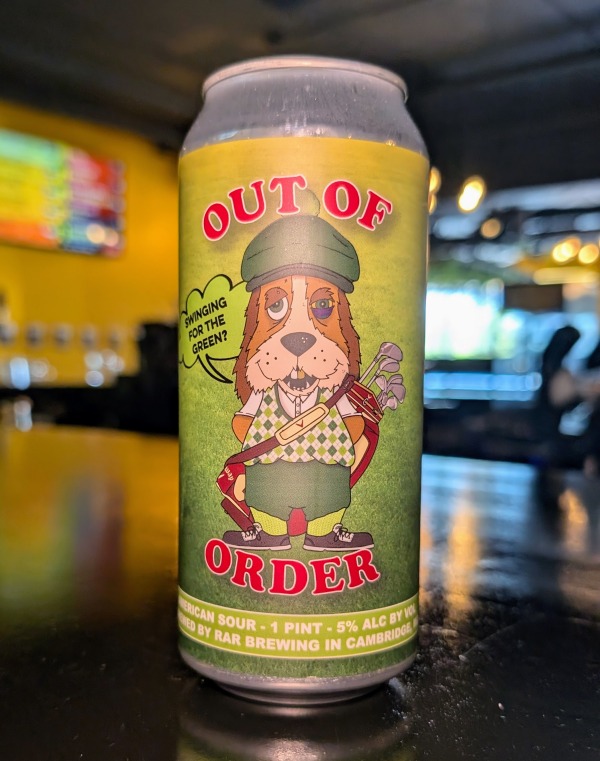 OUT OF
SWINGING
FOR THE
GREEN?
ORDER
AMERICAN SOUR - 1 PINT - 5% ALC BY VOL
BY RAR BREWING IN CAMBRIDGE,